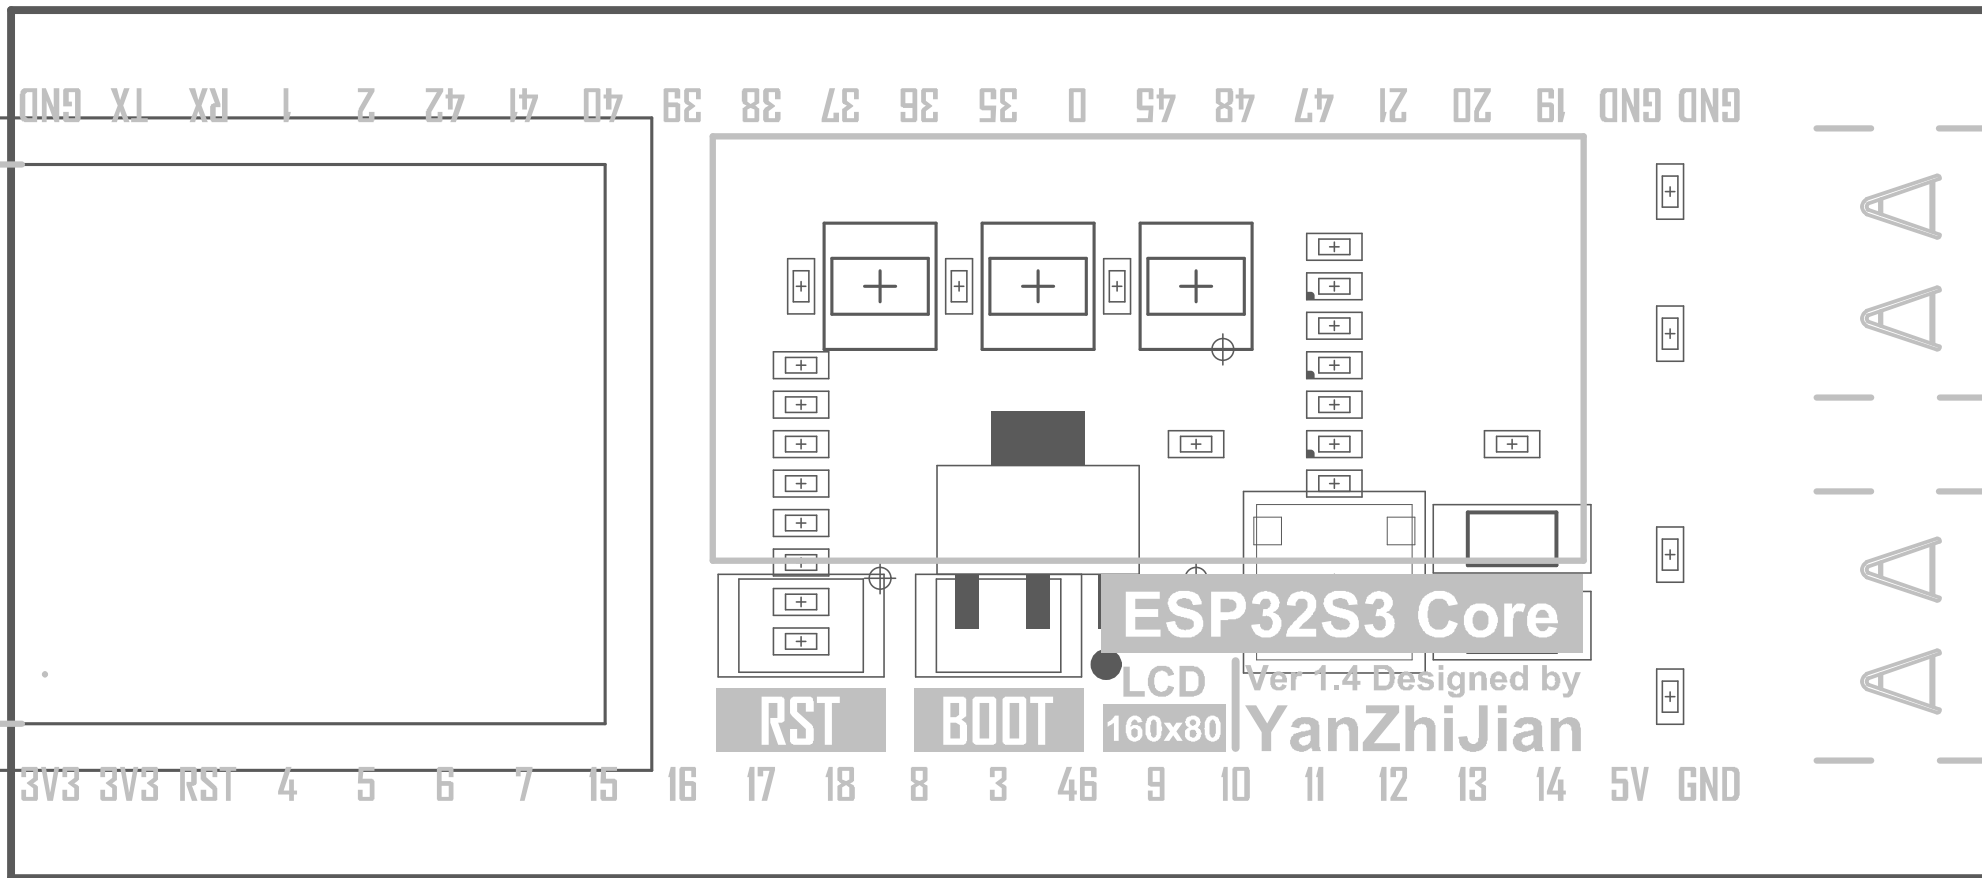 GND TX RX 1 2 42 41 40 39 38 37 36 35 0 45 48 47 21 20 19 GND GND
ESP32S3 Core
LCD
160x80
Ver 1.4 Designed by
YanZhiJian
RST
BOOT
3V3 3V3 RST 4 5 6 7 15 16 17 18 8 3 46 9 10 11 12 13 14 5V GND